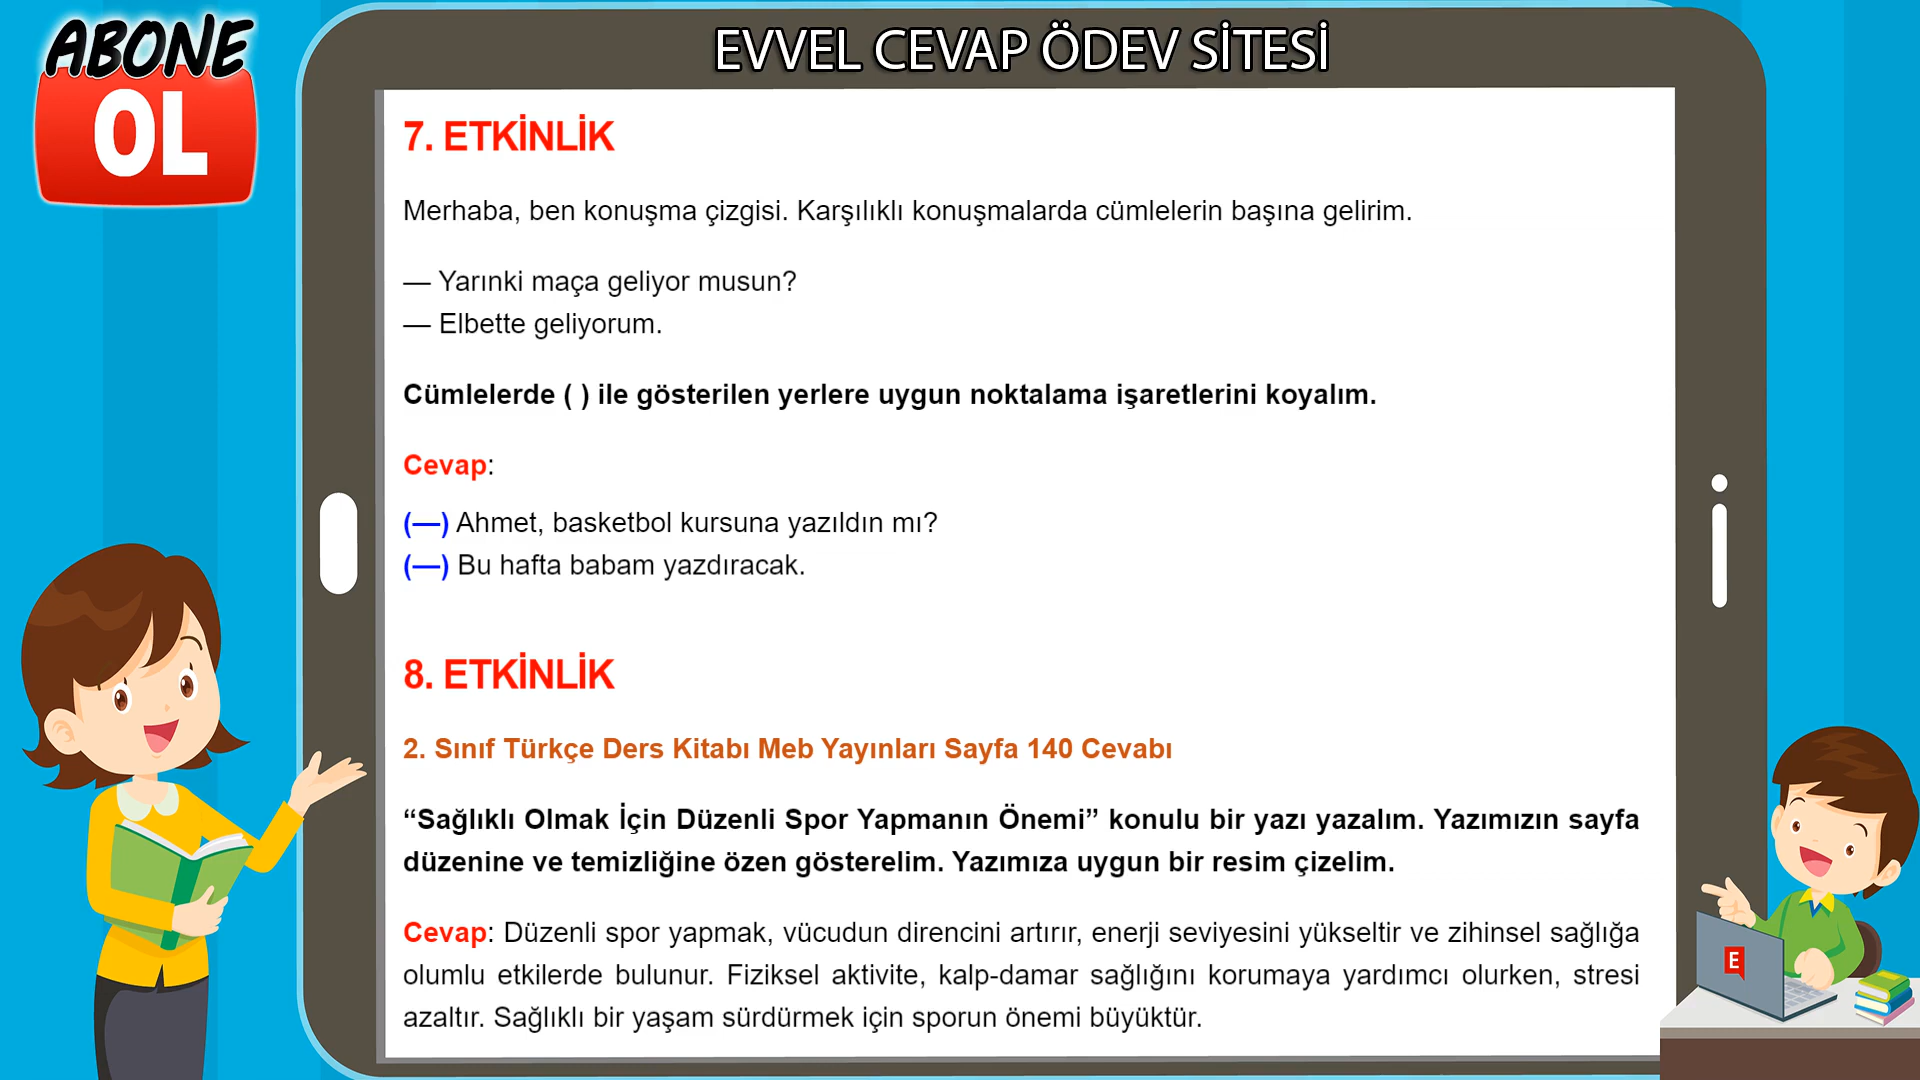 ABONE
OL
EVVEL CEVAP ÖDEV SİTESİ
7. ETKİNLİK
Merhaba, ben konuşma çizgisi. Karşılıklı konuşmalarda cümlelerin başına gelirim.
— Yarınki maça geliyor musun?
— Elbette geliyorum.
Cümlelerde ( ) ile gösterilen yerlere uygun noktalama işaretlerini koyalım.
Cevap:
(—) Ahmet, basketbol kursuna yazıldın mı?
(—) Bu hafta babam yazdıracak.
8. ETKİNLİK
2. Sınıf Türkçe Ders Kitabı Meb Yayınları Sayfa 140 Cevabı
“Sağlıklı Olmak İçin Düzenli Spor Yapmanın Önemi” konulu bir yazı yazalım. Yazımızın sayfa
düzenine ve temizliğine özen gösterelim. Yazımıza uygun bir resim çizelim.
Cevap: Düzenli spor yapmak, vücudun direncini artırır, enerji seviyesini yükseltir ve zihinsel sağlığa
olumlu etkilerde bulunur. Fiziksel aktivite, kalp-damar sağlığını korumaya yardımcı olurken, stresi
azaltır. Sağlıklı bir yaşam sürdürmek için sporun önemi büyüktür.
E